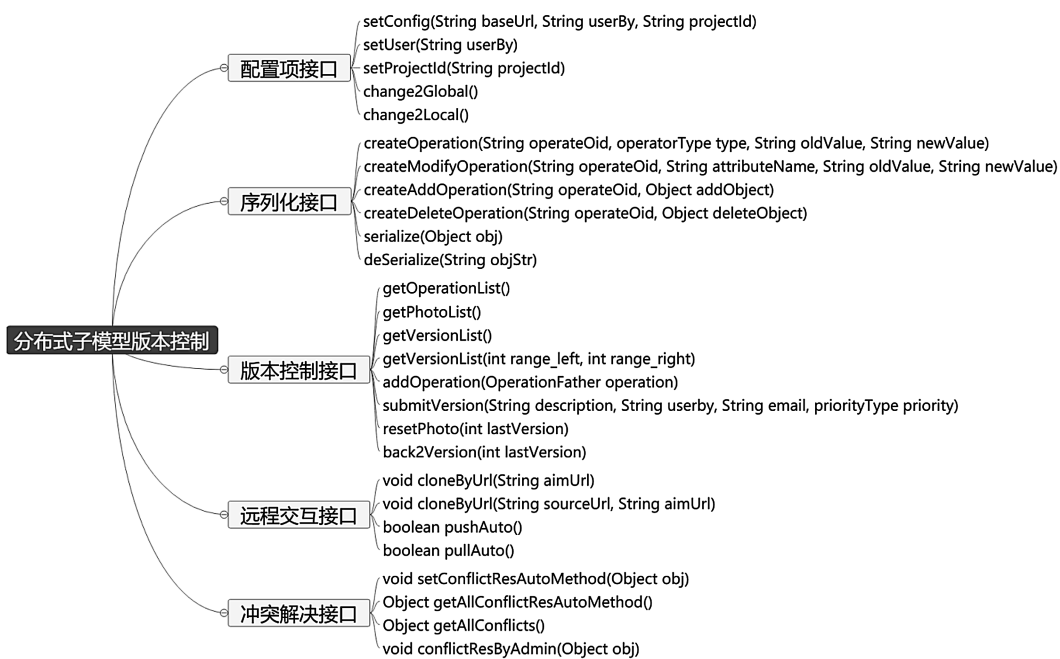 分布式子模型版本控制
配置项接口
setConfig(String baseUrl, String userBy, String projectId)
setUser(String userBy)
setProjectId(String projectId)
change2Global()
change2Local()
序列化接口
createOperation(String operateOid, operatorType type, String oldValue, String newValue)
createModifyOperation(String operateOid, String attributeName, String oldValue, String newValue)
createAddOperation(String operateOid, Object addObject)
createDeleteOperation(String operateOid, Object deleteObject)
serialize(Object obj)
deSerialize(String objStr)
版本控制接口
getOperationList()
getPhotoList()
getVersionList()
getVersionList(int range_left, int range_right)
addOperation(OperationFather operation)
submitVersion(String description, String userby, String email, priorityType priority)
resetPhoto(int lastVersion)
back2Version(int lastVersion)
远程交互接口
void cloneByUrl(String aimUrl)
void cloneByUrl(String sourceUrl, String aimUrl)
boolean pushAuto()
boolean pullAuto()
冲突解决接口
void setConflictResAutoMethod(Object obj)
Object getAllConflictResAutoMethod()
Object getAllConflicts()
void conflictResByAdmin(Object obj)